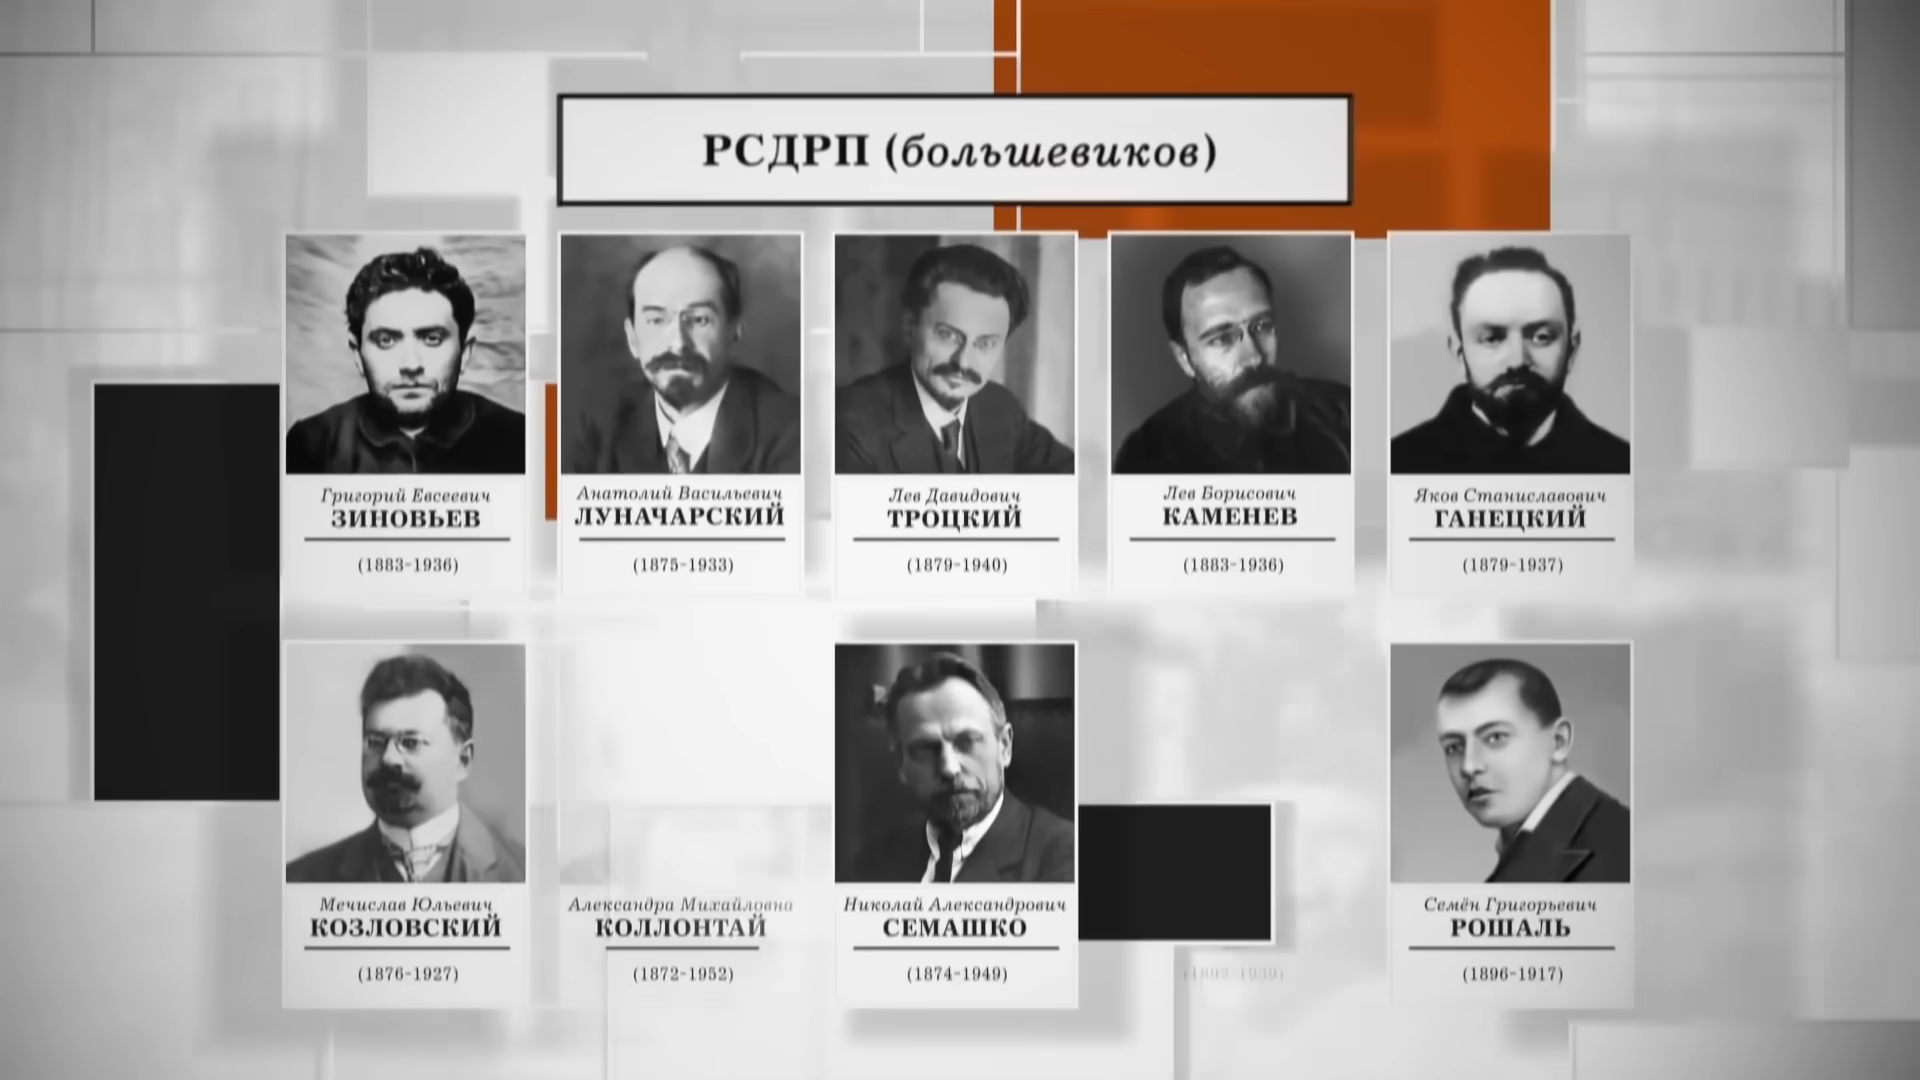 РСДРП (большевиков)
Григорий Евсеевич
ЗИНОВЬЕВ
(1883-1936)
Анатолий Васильевич
ЛУНАЧАРСКИЙ
(1875-1933)
Лев Давидович
ТРОЦКИЙ
(1879-1940)
Лев Борисович
КАМЕНЕВ
(1883-1936)
Яков Станиславович
ГАНЕЦКИЙ
(1879-1937)
Мечислав Юльевич
КОЗЛОВСКИЙ
(1876-1927)
Александра Михайловна
КОЛЛОНТАЙ
(1872-1952)
Николай Александрович
СЕМАШКО
(1874-1949)
Семён Григорьевич
РОШАЛЬ
(1896-1917)